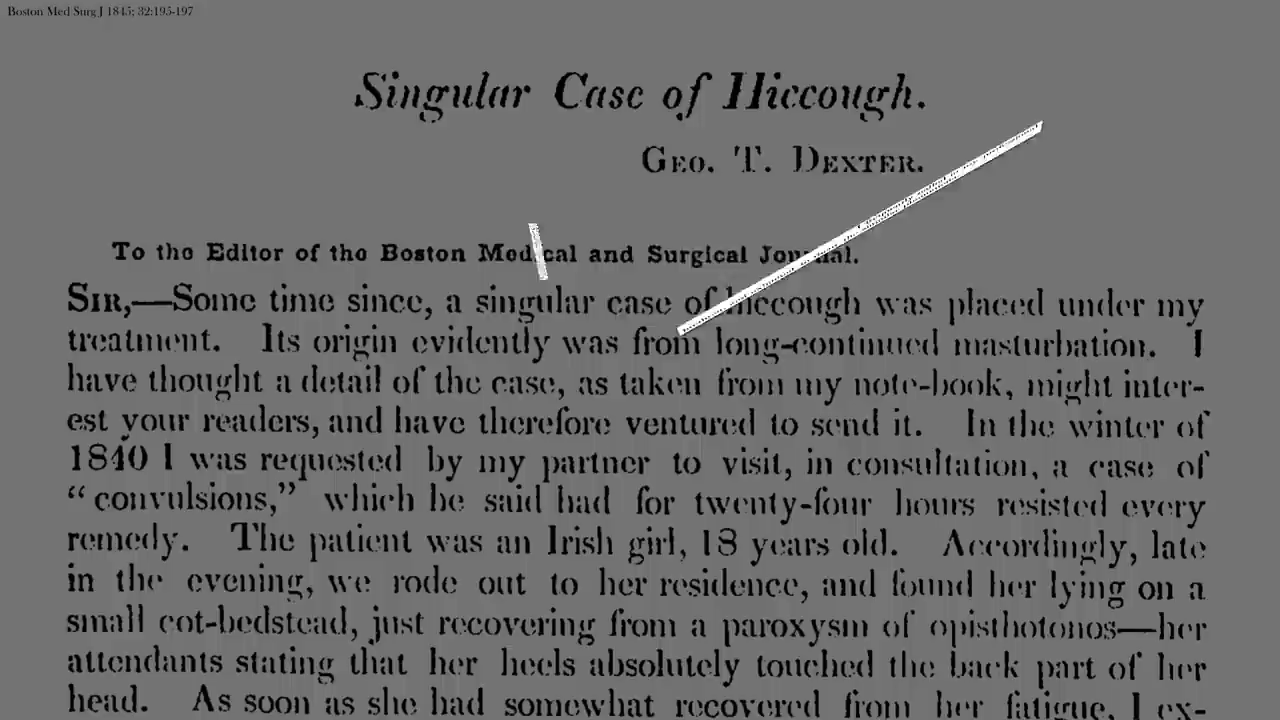 Boston Med Surg J 1845; 32:195-197
Singular Case of Hiccough.
GEO. T. DEXTER.
To the Editor of the Boston Medical and Surgical Journal.
SIR,—Some time since, a singular case of hiccough was placed under my
treatment. Its origin evidently was from long-continued masturbation. I
have thought a detail of the case, as taken from my note-book, might inter-
est your readers, and have therefore ventured to send it. In the winter of
1840 I was requested by my partner to visit, in consultation, a case of
“convulsions,” which he said had for twenty-four hours resisted every
remedy. The patient was an Irish girl, 18 years old. Accordingly, late
in the evening, we rode out to her residence, and found her lying on a
small cot-bedstead, just recovering from a paroxysm of opisthotonos—her
attendants stating that her heels absolutely touched the back part of her
head. As soon as she had somewhat recovered from her fatigue, I ex-